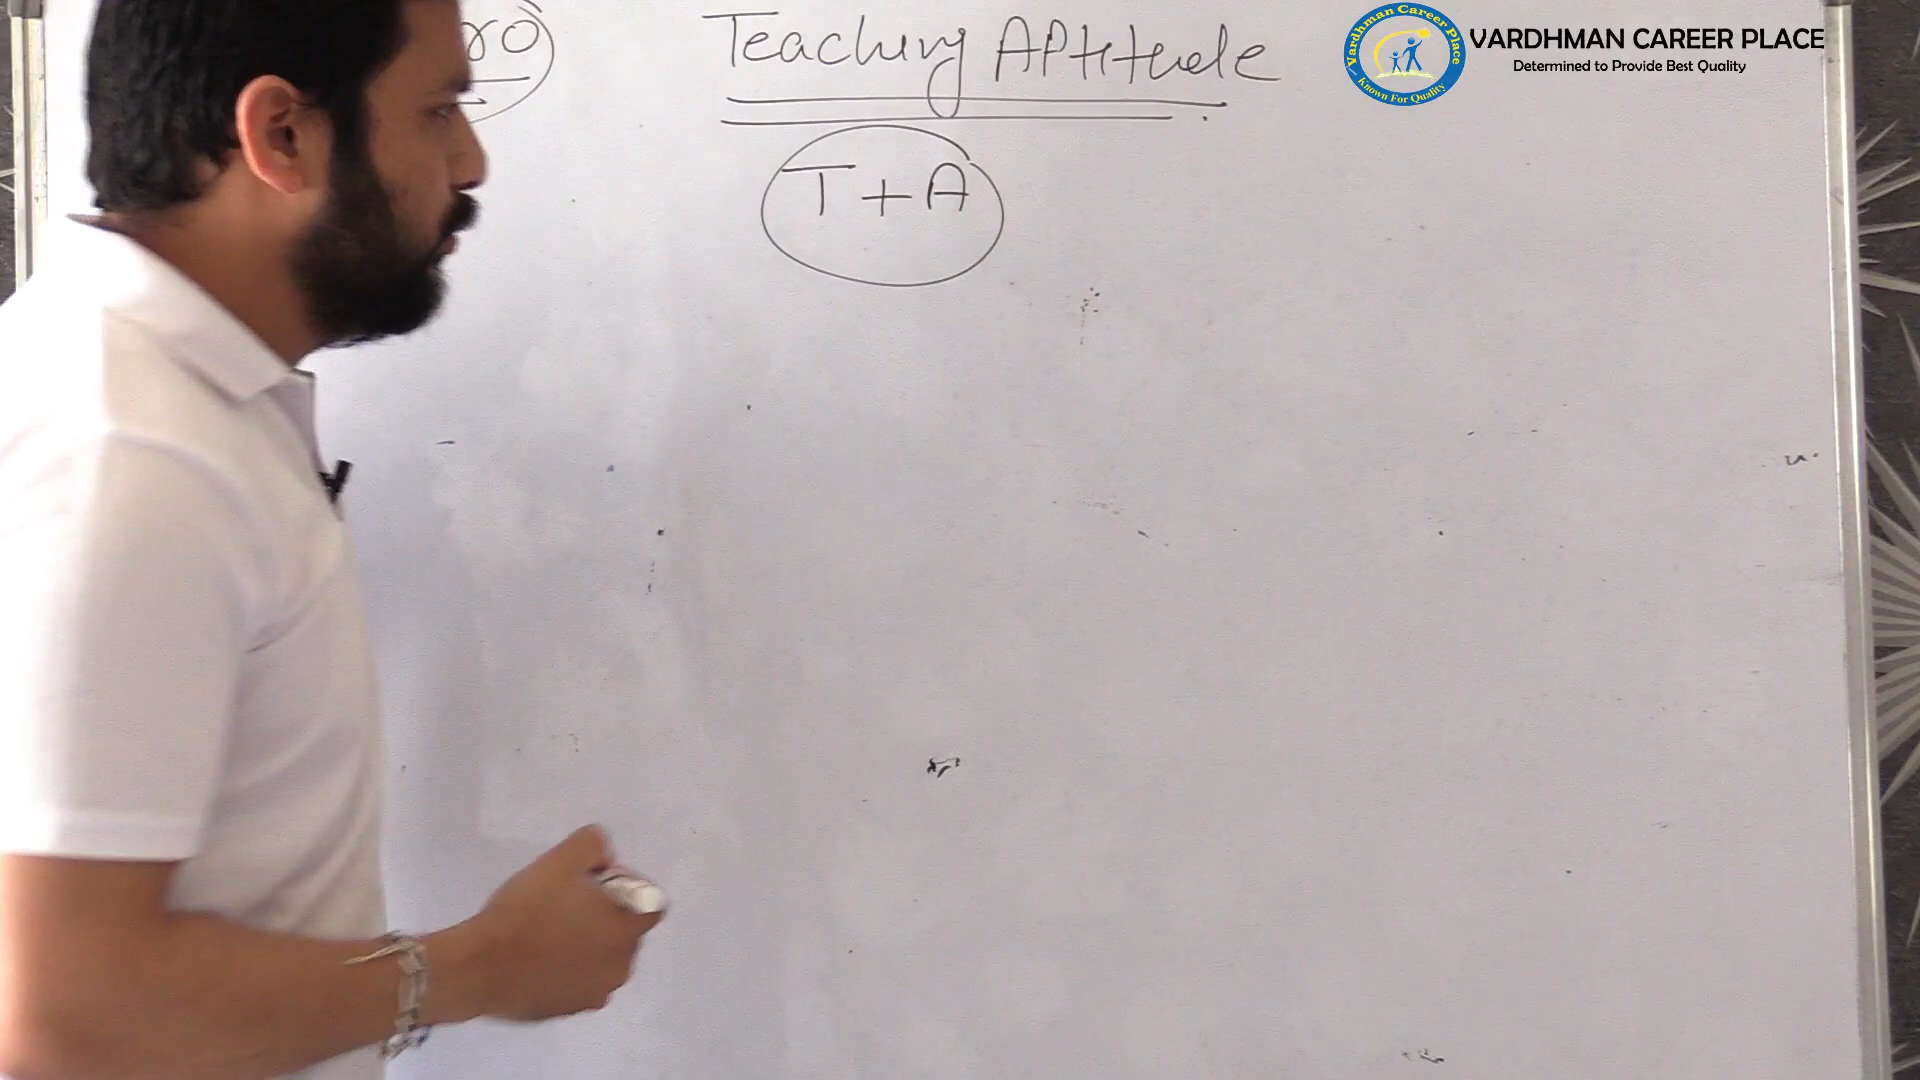 Teaching APtitude
T+A
Vardhman Career Place
Known For Quality
VARDHMAN CAREER PLACE
Determined to Provide Best Quality